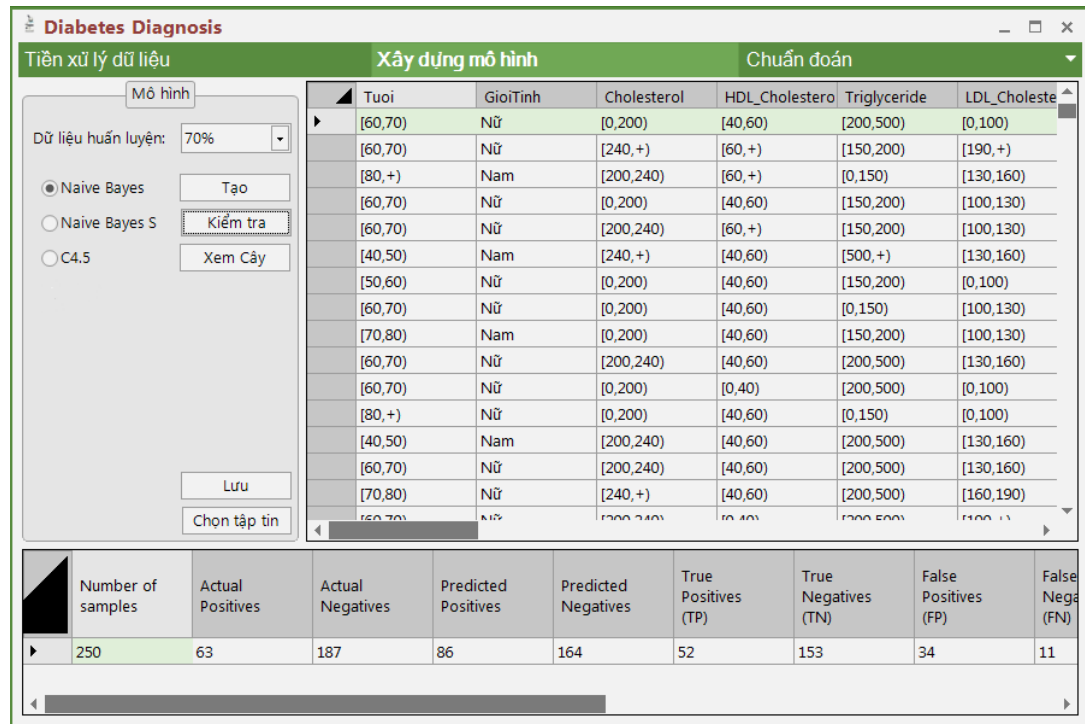 Diabetes Diagnosis
Tiền xử lý dữ liệu Xây dựng mô hình Chuẩn đoán
Mô hình
Dữ liệu huấn luyện: 70%
Naive Bayes Tạo
Naive Bayes S Kiểm tra
C4.5 Xem Cây
Lưu
Chọn tập tin
Tuoi GioiTinh Cholesterol HDL_Cholestero Triglyceride LDL_Choleste
[60,70) Nữ [0,200) [40,60) [200,500) [0,100)
[60,70) Nữ [240,+) [60,+) [150,200) [190,+)
[80,+) Nam [200,240) [60,+) [0,150) [130,160)
[60,70) Nữ [0,200) [40,60) [150,200) [100,130)
[60,70) Nữ [200,240) [60,+) [150,200) [100,130)
[40,50) Nam [240,+) [40,60) [500,+) [130,160)
[50,60) Nữ [0,200) [40,60) [150,200) [0,100)
[60,70) Nữ [0,200) [40,60) [0,150) [100,130)
[70,80) Nam [0,200) [40,60) [150,200) [100,130)
[60,70) Nữ [200,240) [40,60) [200,500) [130,160)
[60,70) Nữ [0,200) [0,40) [200,500) [0,100)
[80,+) Nữ [0,200) [40,60) [0,150) [0,100)
[40,50) Nam [200,240) [40,60) [200,500) [130,160)
[60,70) Nữ [200,240) [40,60) [200,500) [130,160)
[70,80) Nữ [240,+) [40,60) [200,500) [160,190)
Number of samples Actual Positives Actual Negatives Predicted Positives Predicted Negatives True Positives (TP) True Negatives (TN) False Positives (FP) False Nega (FN)
250 63 187 86 164 52 153 34 11